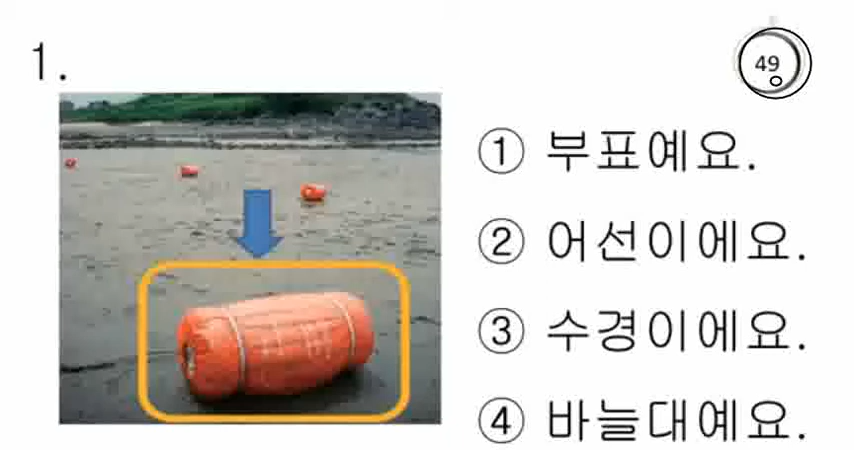 1.
49
① 부표예요.
② 어선이에요.
③ 수경이에요.
④ 바늘대예요.